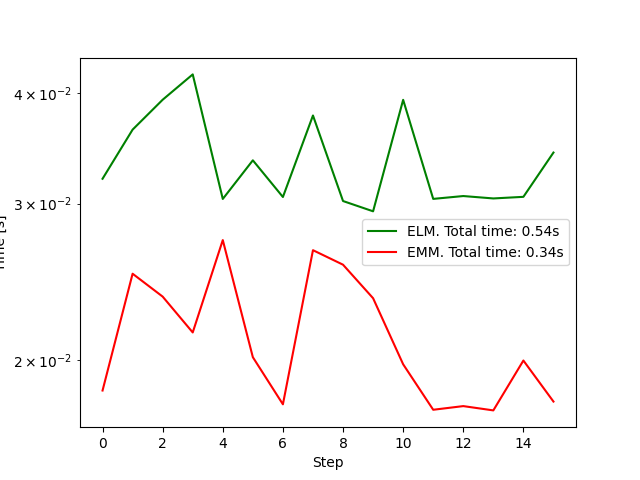 4 × 10⁻²
3 × 10⁻²
2 × 10⁻²
Time [s]
ELM. Total time: 0.54s
EMM. Total time: 0.34s
0 2 4 6 8 10 12 14
Step